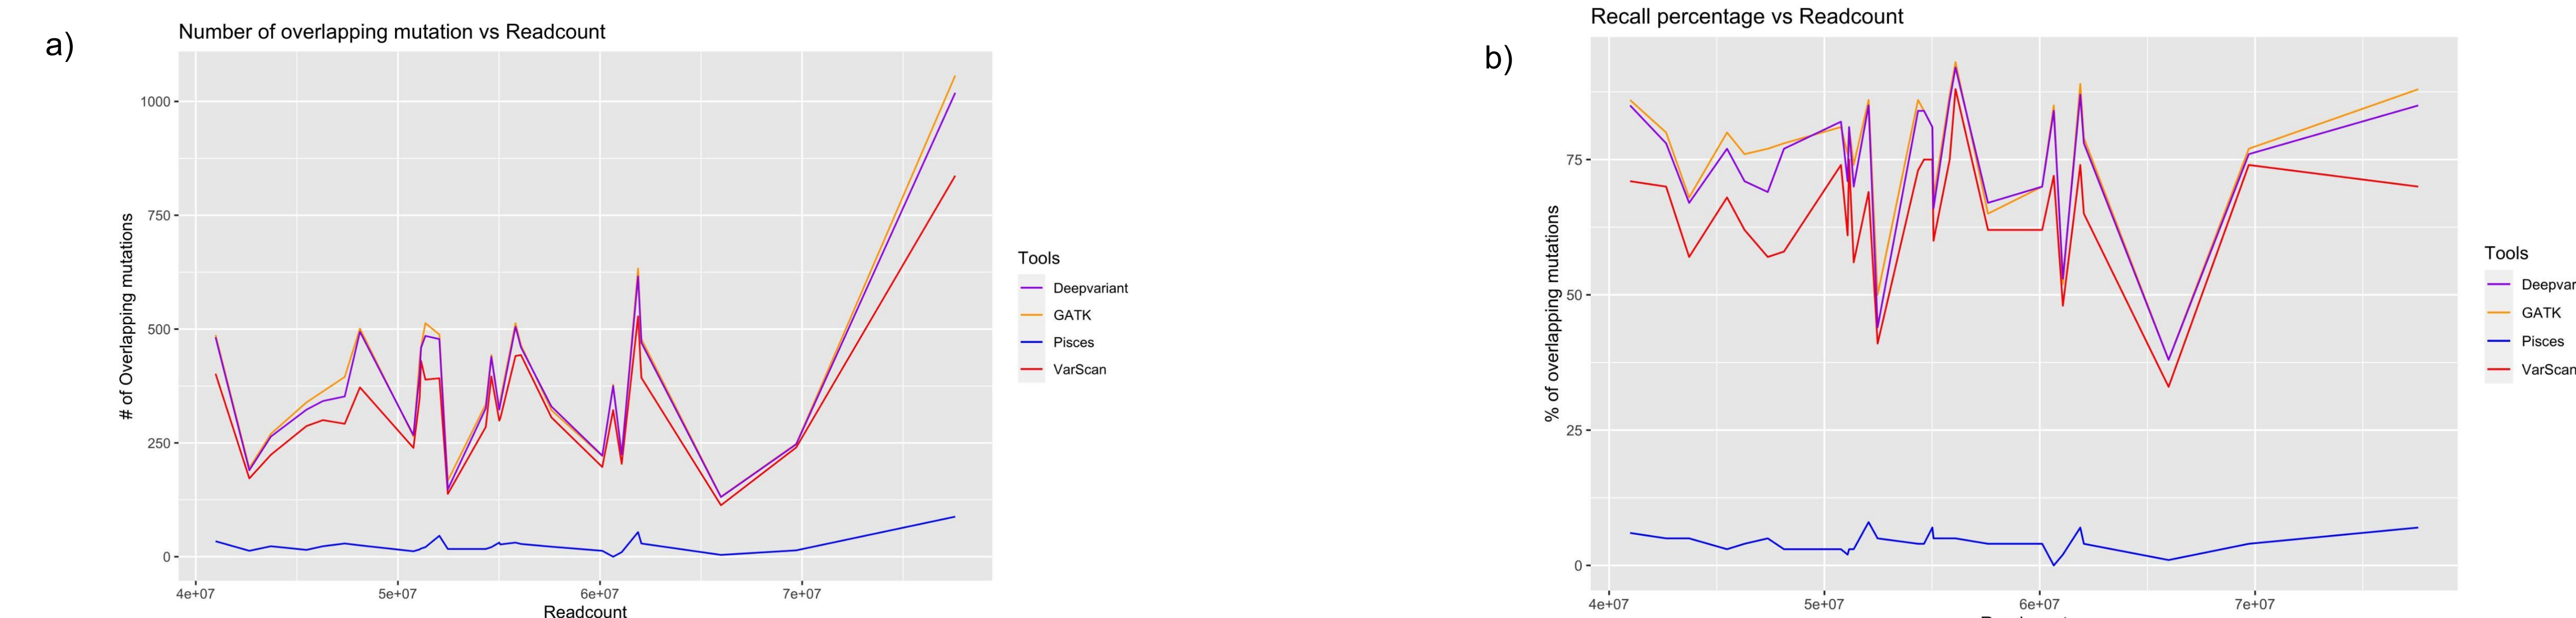 a)
Number of overlapping mutation vs Readcount
# of Overlapping mutations
1000
750
500
250
0
4e+07 5e+07 6e+07 7e+07
Readcount
Tools
Deepvariant
GATK
Pisces
VarScan
b)
Recall percentage vs Readcount
% of overlapping mutations
75
50
25
0
4e+07 5e+07 6e+07 7e+07
Tools
Deepvar
GATK
Pisces
VarScan